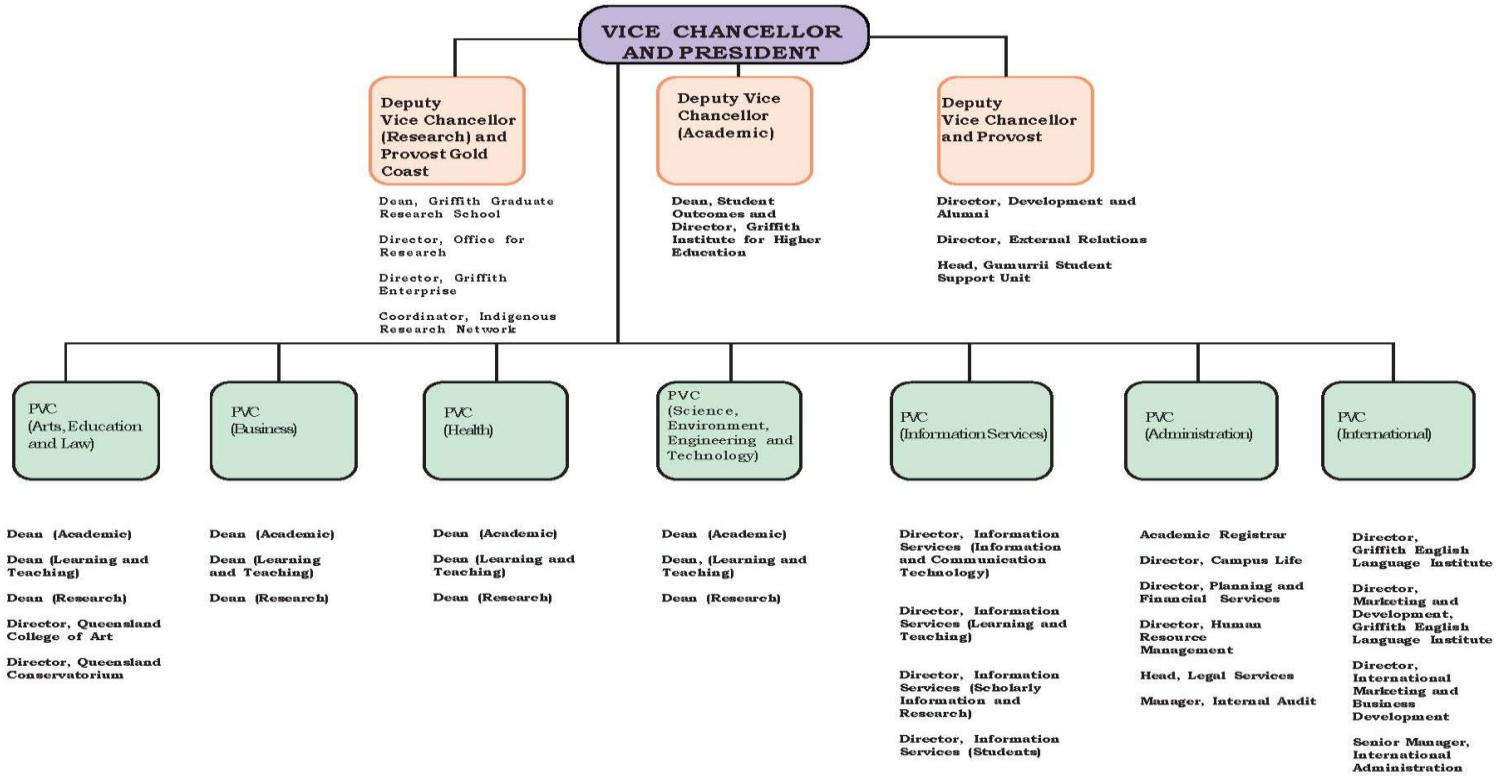 VICE CHANCELLOR
AND PRESIDENT
Deputy
Vice Chancellor
(Research) and
Provost Gold
Coast
Dean, Griffith Graduate
Research School
Director, Office for
Research
Director, Griffith
Enterprise
Coordinator, Indigenous
Research Network
Deputy Vice
Chancellor
(Academic)
Dean, Student
Outcomes and
Director, Griffith
Institute for Higher
Education
Deputy
Vice Chancellor
and Provost
Director, Development and
Alumni
Director, External Relations
Head, Gumurrii Student
Support Unit
PVC
(Arts, Education
and Law)
Dean (Academic)
Dean (Learning and
Teaching)
Dean (Research)
Director, Queensland
College of Art
Director, Queensland
Conservatorium
PVC
(Business)
Dean (Academic)
Dean (Learning
and Teaching)
Dean (Research)
PVC
(Health)
Dean (Academic)
Dean (Learning and
Teaching)
Dean (Research)
PVC
(Science,
Environment,
Engineering and
Technology)
Dean (Academic)
Dean, (Learning and
Teaching)
Dean (Research)
PVC
(Information Services)
Director, Information
Services (Information
and Communication
Technology)
Director, Information
Services (Learning and
Teaching)
Director, Information
Services (Scholarly
Information and
Research)
Director, Information
Services (Students)
PVC
(Administration)
Academic Registrar
Director, Campus Life
Director, Planning and
Financial Services
Director, Human
Resource
Management
Head, Legal Services
Manager, Internal Audit
PVC
(International)
Director,
Griffith English
Language Institute
Director,
Marketing and
Development,
Griffith English
Language Institute
Director,
International
Marketing and
Business
Development
Senior Manager,
International
Administration